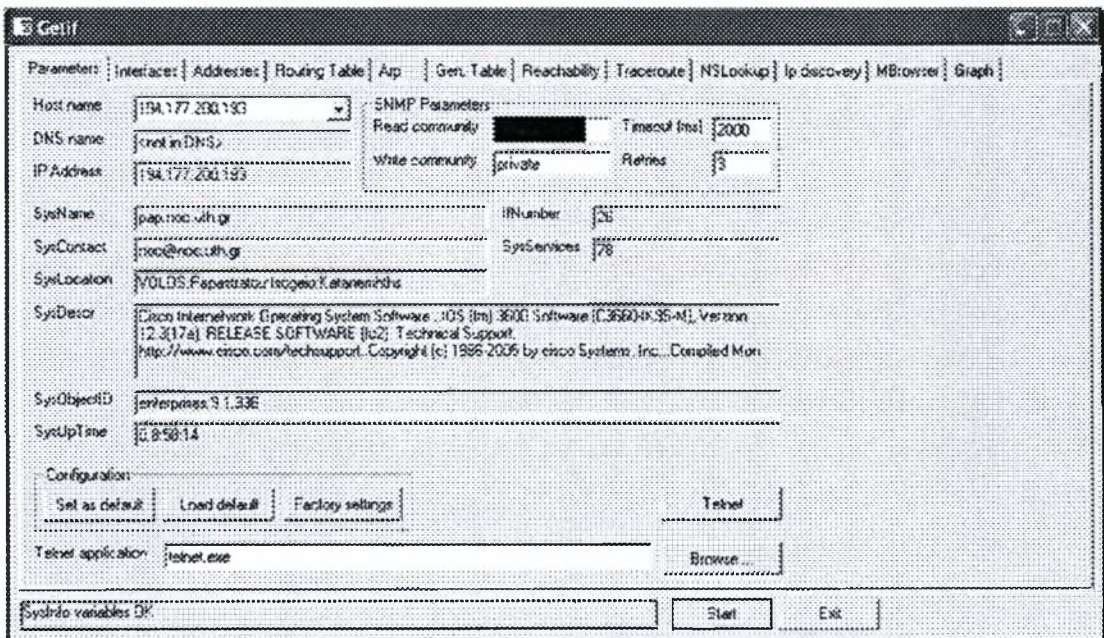 Getif
Parameters Interfaces Addresses Routing Table Arp Gen. Table Reachability Traceroute NSLookup Ip discovery MBrowser Graph
Host name 194.177.200.193
DNS name <not in DNS>
IP Address 194.177.200.193
SNMP Parameters
Read community Timeout [ms] 2000
Write community private Retries 3
SysName pap.noc.uth.gr IfNumber 26
SysContact noc@noc.uth.gr SysServices 78
SysLocation VOLOS:Papastratou:Isogeio:Katanemhths
SysDescr Cisco Internetwork Operating System Software ..IOS (tm) 3600 Software (C3660-IK9S-M), Version
12.3(17a), RELEASE SOFTWARE (fc2) Technical Support:
http://www.cisco.com/techsupport..Copyright (c) 1986-2005 by cisco Systems, Inc...Compiled Mon
SysObjectID enterprises.9.1.336
SysUpTime 0.8:58:14
Configuration
Set as default Load default Factory settings Telnet
Telnet application telnet.exe Browse ...
SysInfo variables OK Start Exit